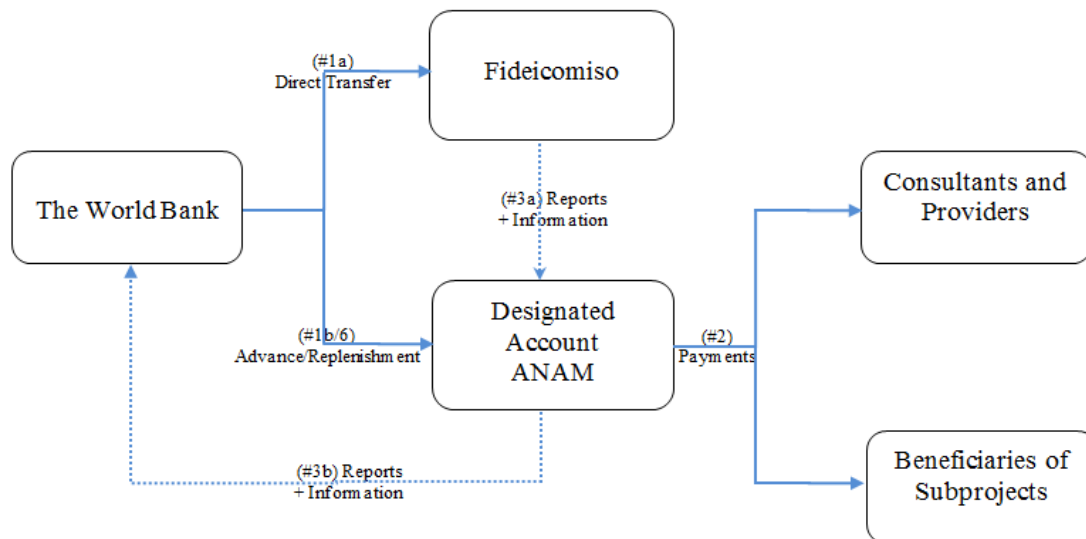 (#1a)
Direct Transfer
Fideicomiso
The World Bank
(#3a) Reports
+ Information
Consultants and
Providers
(#1b/6)
Advance/Replenishment
Designated
Account
ANAM
(#2)
Payments
(#3b) Reports
+ Information
Beneficiaries of
Subprojects